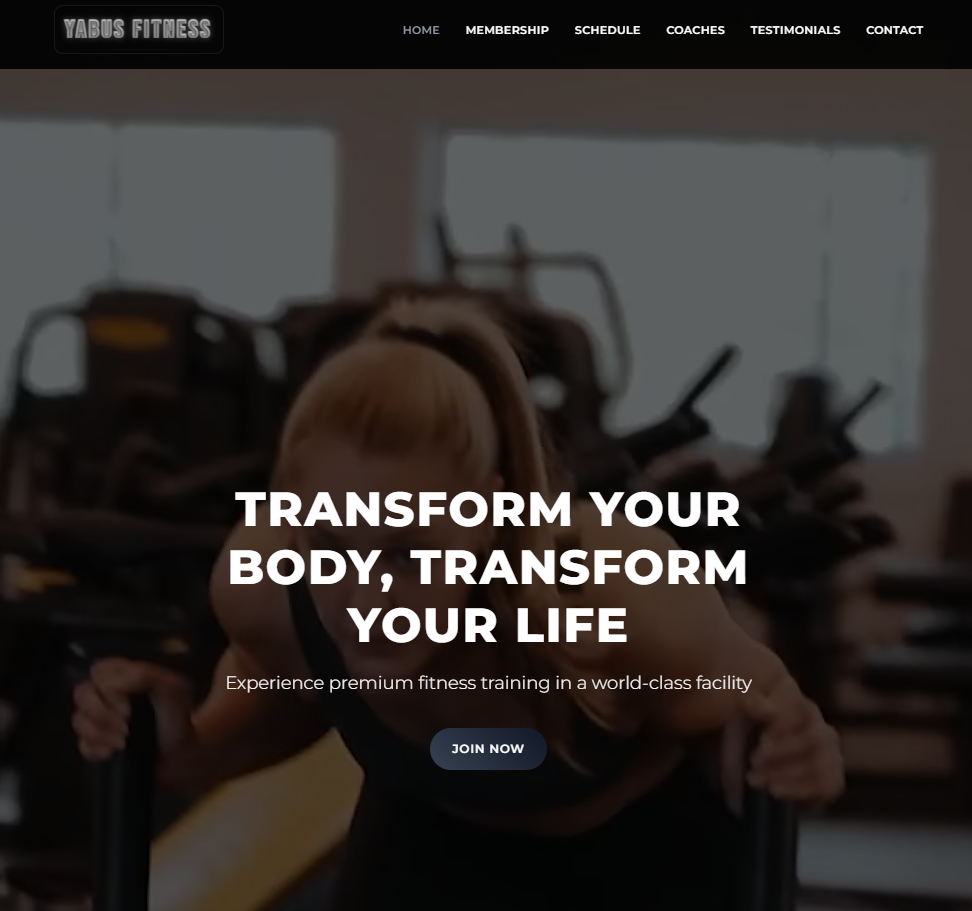 YABUS FITNESS
HOME MEMBERSHIP SCHEDULE COACHES TESTIMONIALS CONTACT
TRANSFORM YOUR
BODY, TRANSFORM
YOUR LIFE
Experience premium fitness training in a world-class facility
JOIN NOW